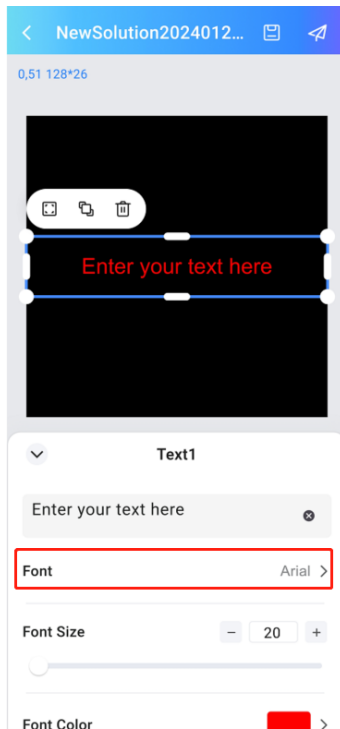 NewSolution2024012...
0,51 128*26
Enter your text here
Text1
Enter your text here
Font Arial
Font Size - 20 +
Font Color